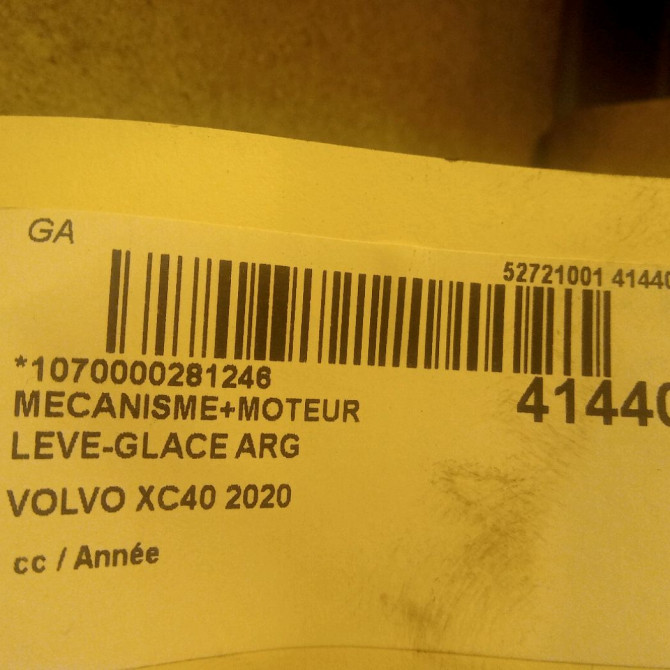 GA
52721001 41440
*1070000281246
41440
MECANISME+MOTEUR
LEVE-GLACE ARG
VOLVO XC40 2020
cc / Année